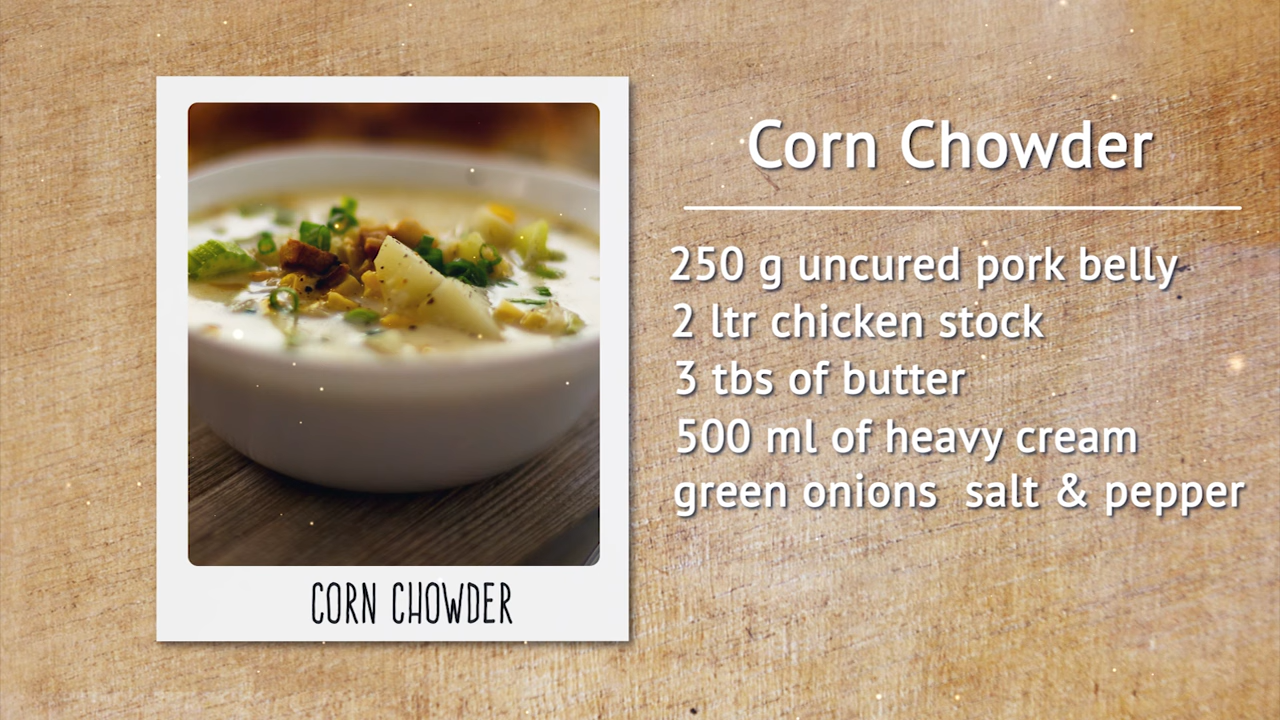 Corn Chowder
250 g uncured pork belly
2 ltr chicken stock
3 tbs of butter
500 ml of heavy cream
green onions  salt & pepper
CORN CHOWDER